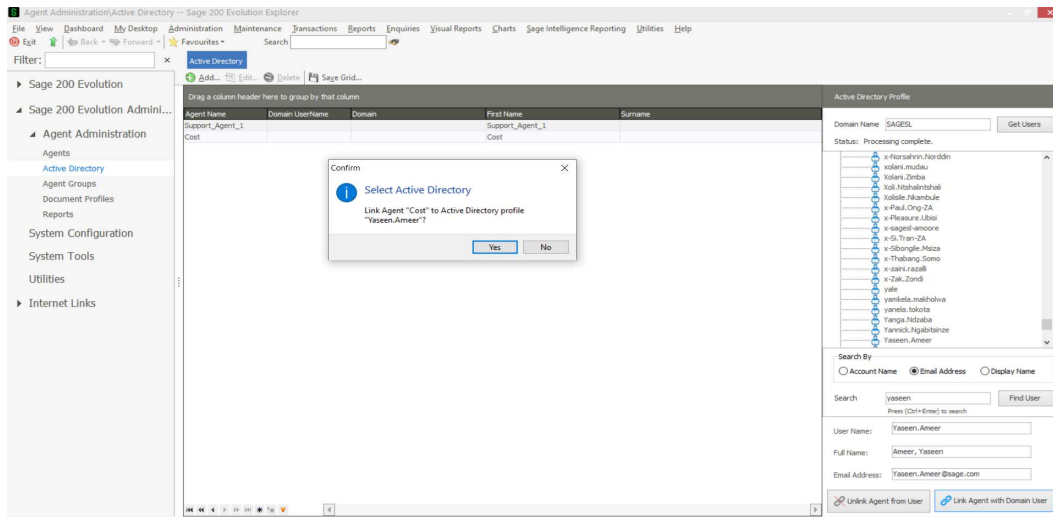 S Agent Administration\Active Directory -- Sage 200 Evolution Explorer
File View Dashboard My Desktop Administration Maintenance Transactions Reports Enquiries Visual Reports Charts Sage Intelligence Reporting Utilities Help
Exit Back Forward Favourites Search
Filter:
Active Directory
Add... Edit... Delete Save Grid...
Sage 200 Evolution
Sage 200 Evolution Admini...
Agent Administration
Agents
Active Directory
Agent Groups
Document Profiles
Reports
System Configuration
System Tools
Utilities
Internet Links
Drag a column header here to group by that column
Agent Name Domain UserName Domain First Name Surname
Support_Agent_1 Support_Agent_1
Cost Cost
Confirm
Select Active Directory
Link Agent "Cost" to Active Directory profile
"Yaseen.Ameer"?
Yes No
Active Directory Profile
Domain Name SAGESL Get Users
Status: Processing complete.
x-Norsahrin.Norddin
xolani.mudau
Xolani.Zimba
Xoli.Ntshalintshali
Xolisile.Nkambule
x-Paul.Ong-ZA
x-Pleasure.Ubisi
x-sagesl-amoore
x-Si.Tran-ZA
x-Sibongile.Msiza
x-Thabang.Somo
x-zaini.razalli
x-Zak.Zondi
yale
yamkela.makholwa
yanela.tokota
Yanga.Ndzaba
Yannick.Ngabitsinze
Yaseen.Ameer
Search By
Account Name Email Address Display Name
Search yaseen Find User
Press (Ctrl+Enter) to search
User Name: Yaseen.Ameer
Full Name: Ameer, Yaseen
Email Address: Yaseen.Ameer@sage.com
Unlink Agent from User Link Agent with Domain User